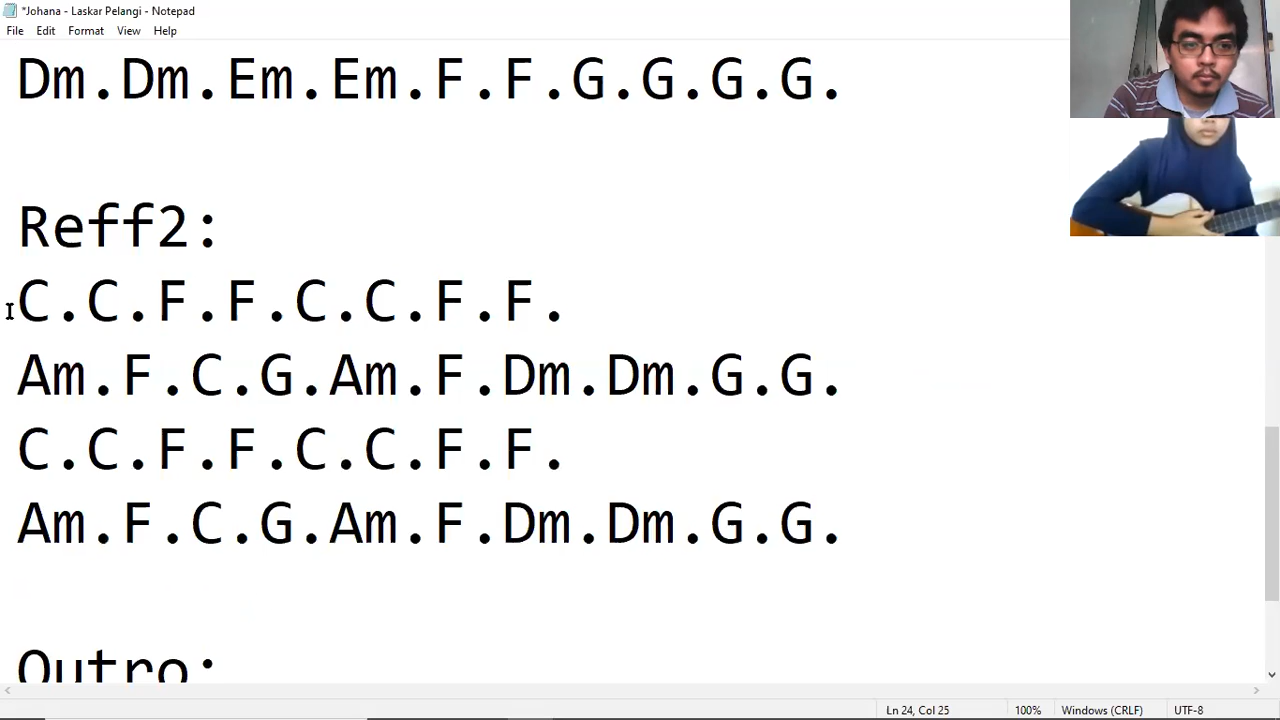 *Johana - Laskar Pelangi - Notepad
File Edit Format View Help
Dm.Dm.Em.Em.F.F.G.G.G.G.
Reff2:
C.C.F.F.C.C.F.F.
Am.F.C.G.Am.F.Dm.Dm.G.G.
C.C.F.F.C.C.F.F.
Am.F.C.G.Am.F.Dm.Dm.G.G.
Outro:
Ln 24, Col 25 100% Windows (CRLF) UTF-8